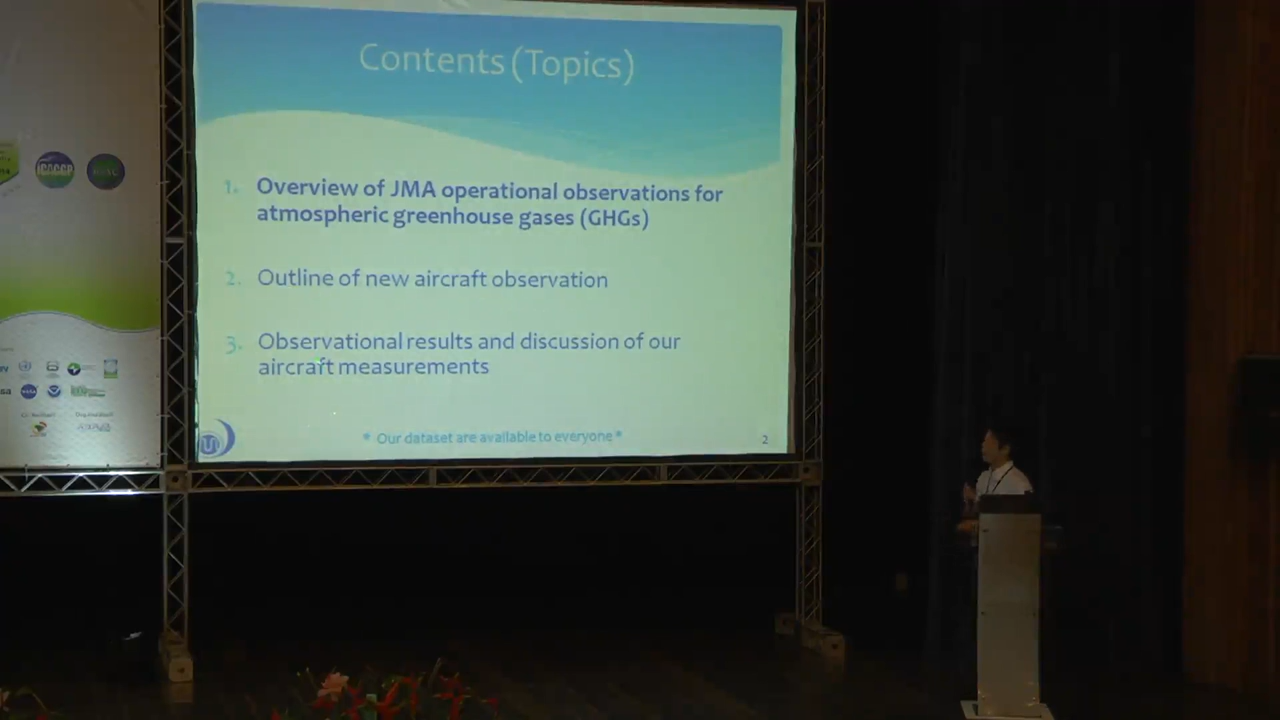 Contents (Topics)
1. Overview of JMA operational observations for
atmospheric greenhouse gases (GHGs)
2. Outline of new aircraft observation
3. Observational results and discussion of our
aircraft measurements
* Our dataset are available to everyone *
2